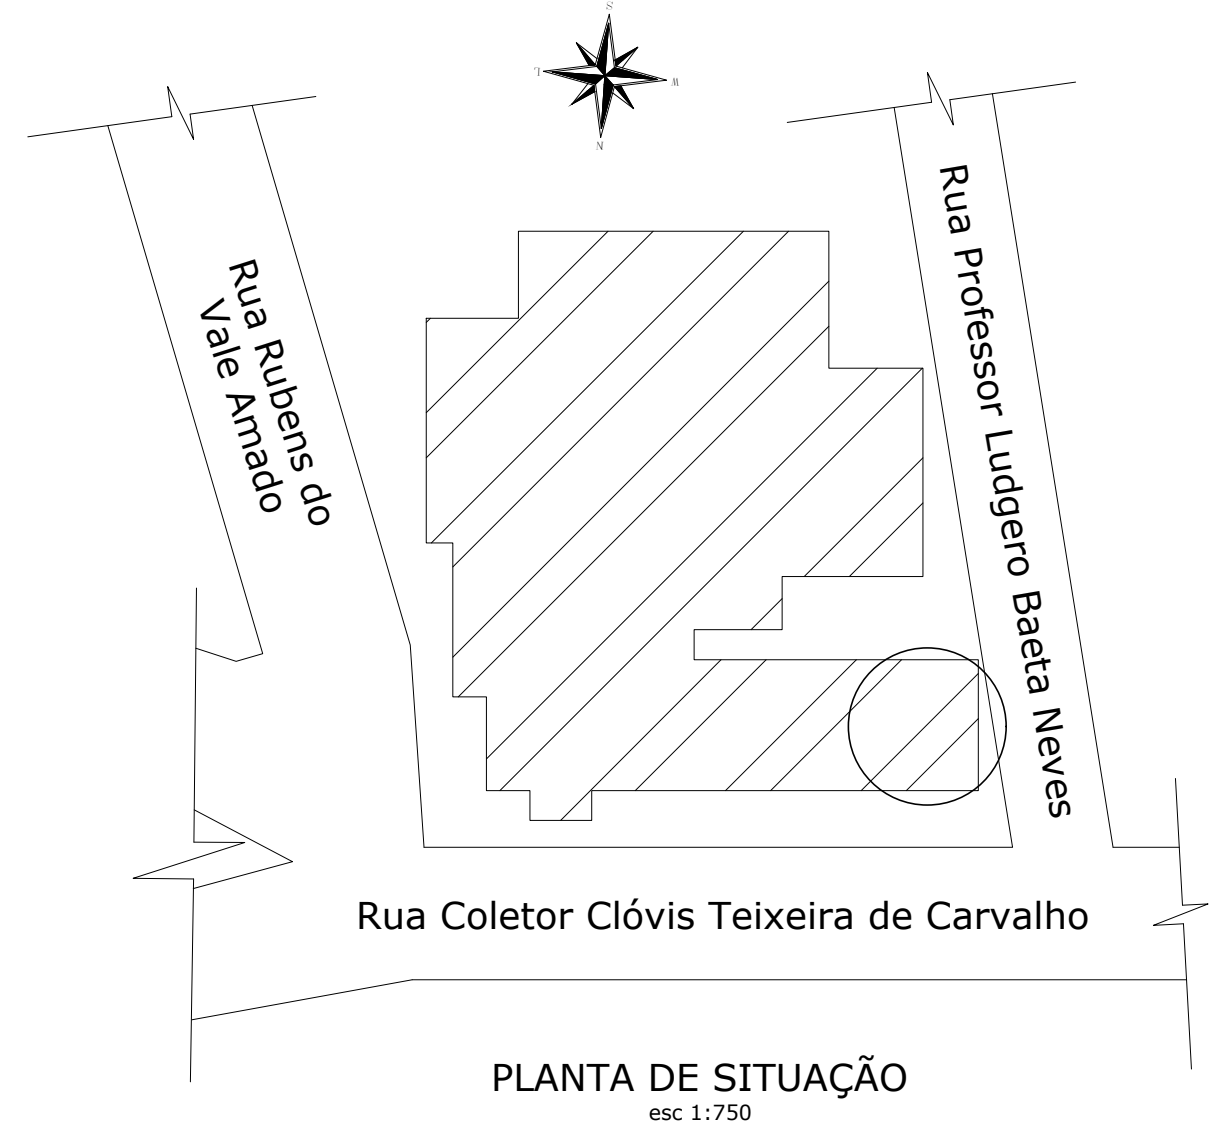 S
L
W
N
Rua Rubens do
Vale Amado
Rua Professor Ludgero Baeta Neves
Rua Coletor Clóvis Teixeira de Carvalho
PLANTA DE SITUAÇÃO
esc 1:750